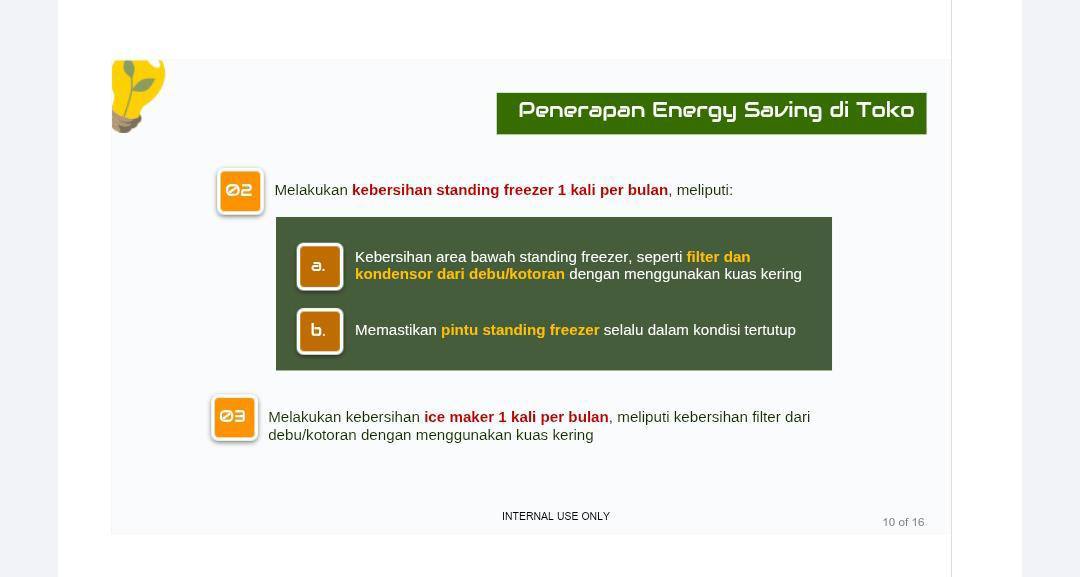 Penerapan Energy Saving di Toko
02
Melakukan kebersihan standing freezer 1 kali per bulan, meliputi:
a.
Kebersihan area bawah standing freezer, seperti filter dan
kondensor dari debu/kotoran dengan menggunakan kuas kering
b.
Memastikan pintu standing freezer selalu dalam kondisi tertutup
03
Melakukan kebersihan ice maker 1 kali per bulan, meliputi kebersihan filter dari
debu/kotoran dengan menggunakan kuas kering
INTERNAL USE ONLY
10 of 16